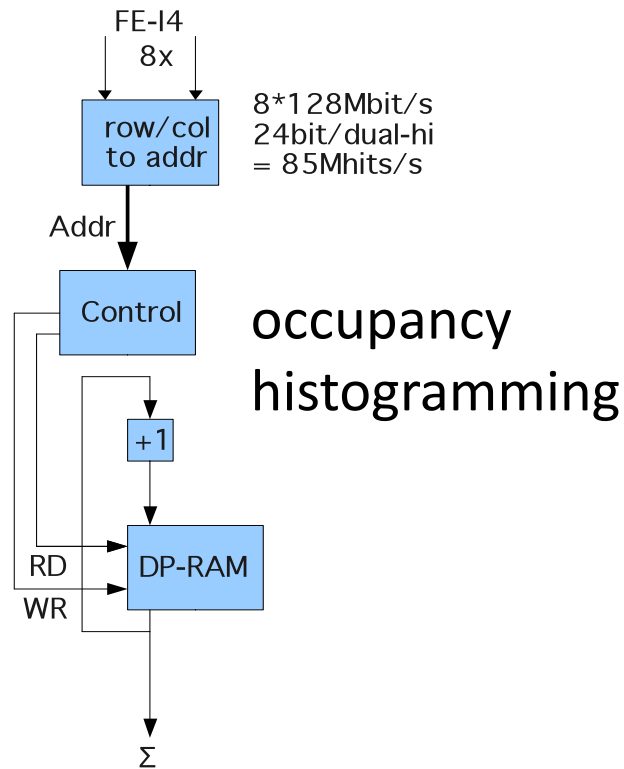 FE-I4
8x
8*128Mbit/s
24bit/dual-hi
= 85Mhits/s
row/col
to addr
Addr
Control
occupancy
histogramming
+1
DP-RAM
RD
WR
Σ